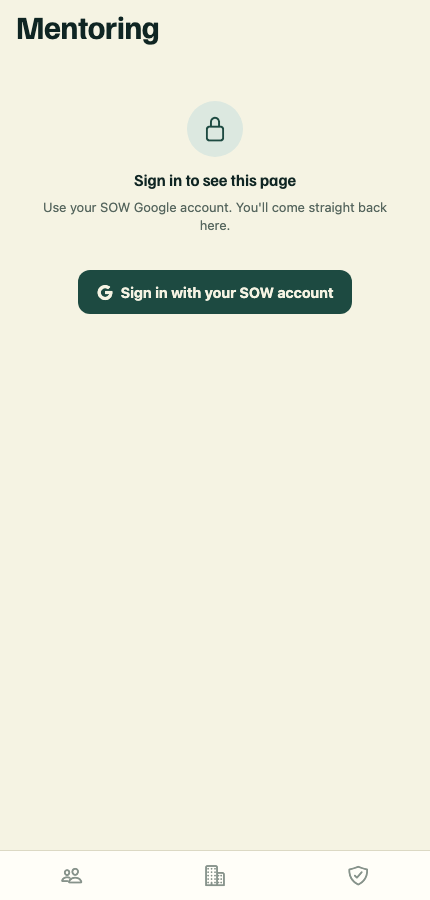 Mentoring
Sign in to see this page
Use your SOW Google account. You'll come straight back
here.
Sign in with your SOW account